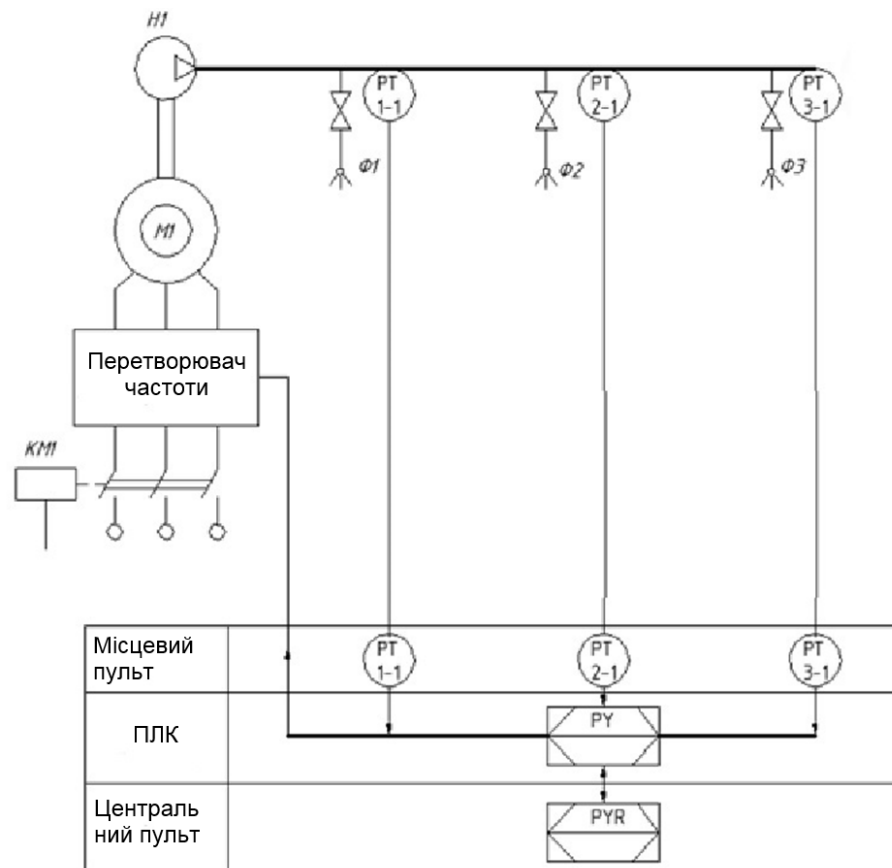 Н1
РТ
1-1
РТ
2-1
РТ
3-1
Ф1
Ф2
Ф3
М1
Перетворювач
частоти
КМ1
Місцевий
пульт
РТ
1-1
РТ
2-1
РТ
3-1
ПЛК
PY
Централь
ний пульт
PYR